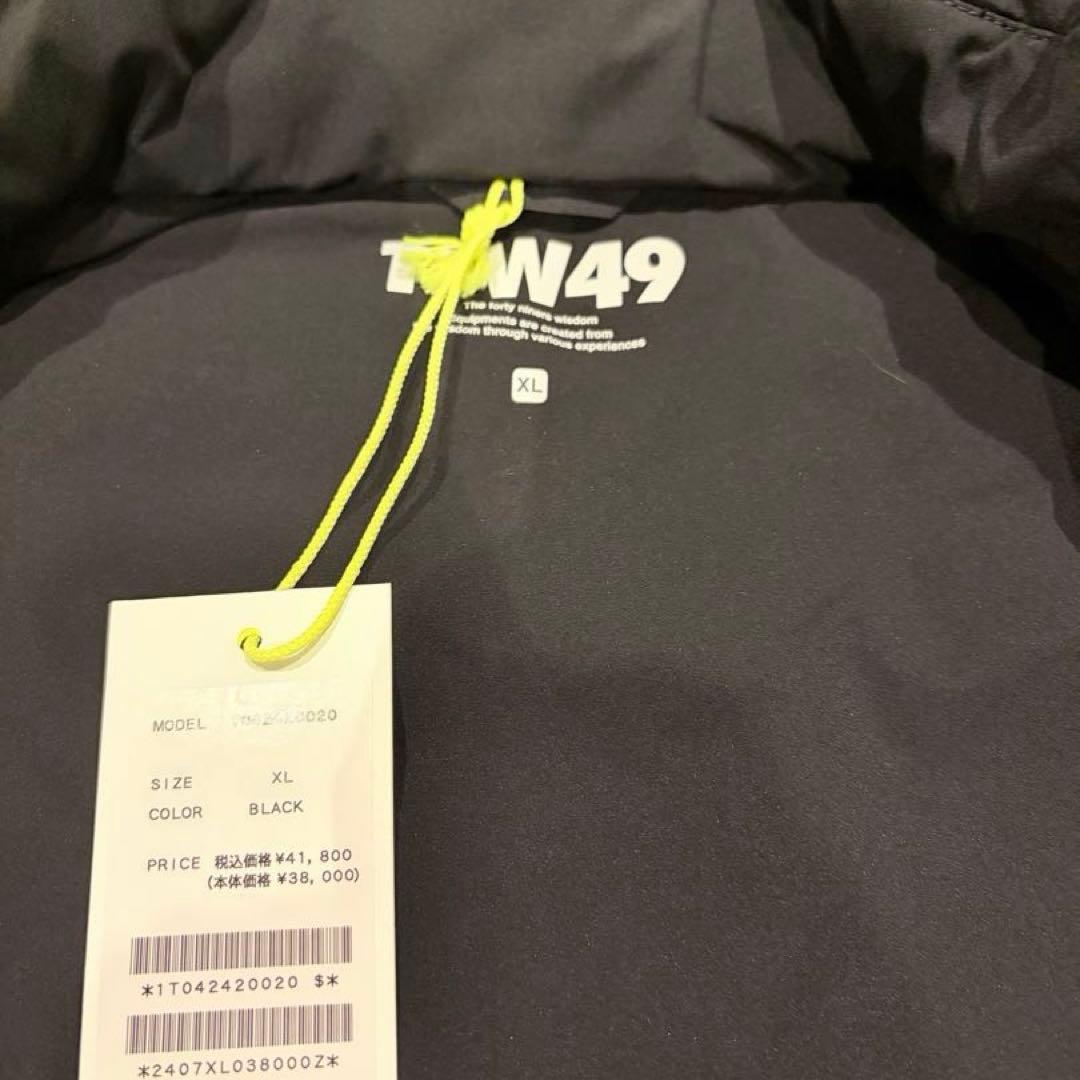 W49
The forty niners wisdom
equipments are created from
wisdom through various experiences
XL
MODEL
SIZE XL
COLOR BLACK
PRICE 税込価格 ¥41, 800
(本体価格 ¥38, 000)
*1T042420020 $*
*2407XL038000Z*